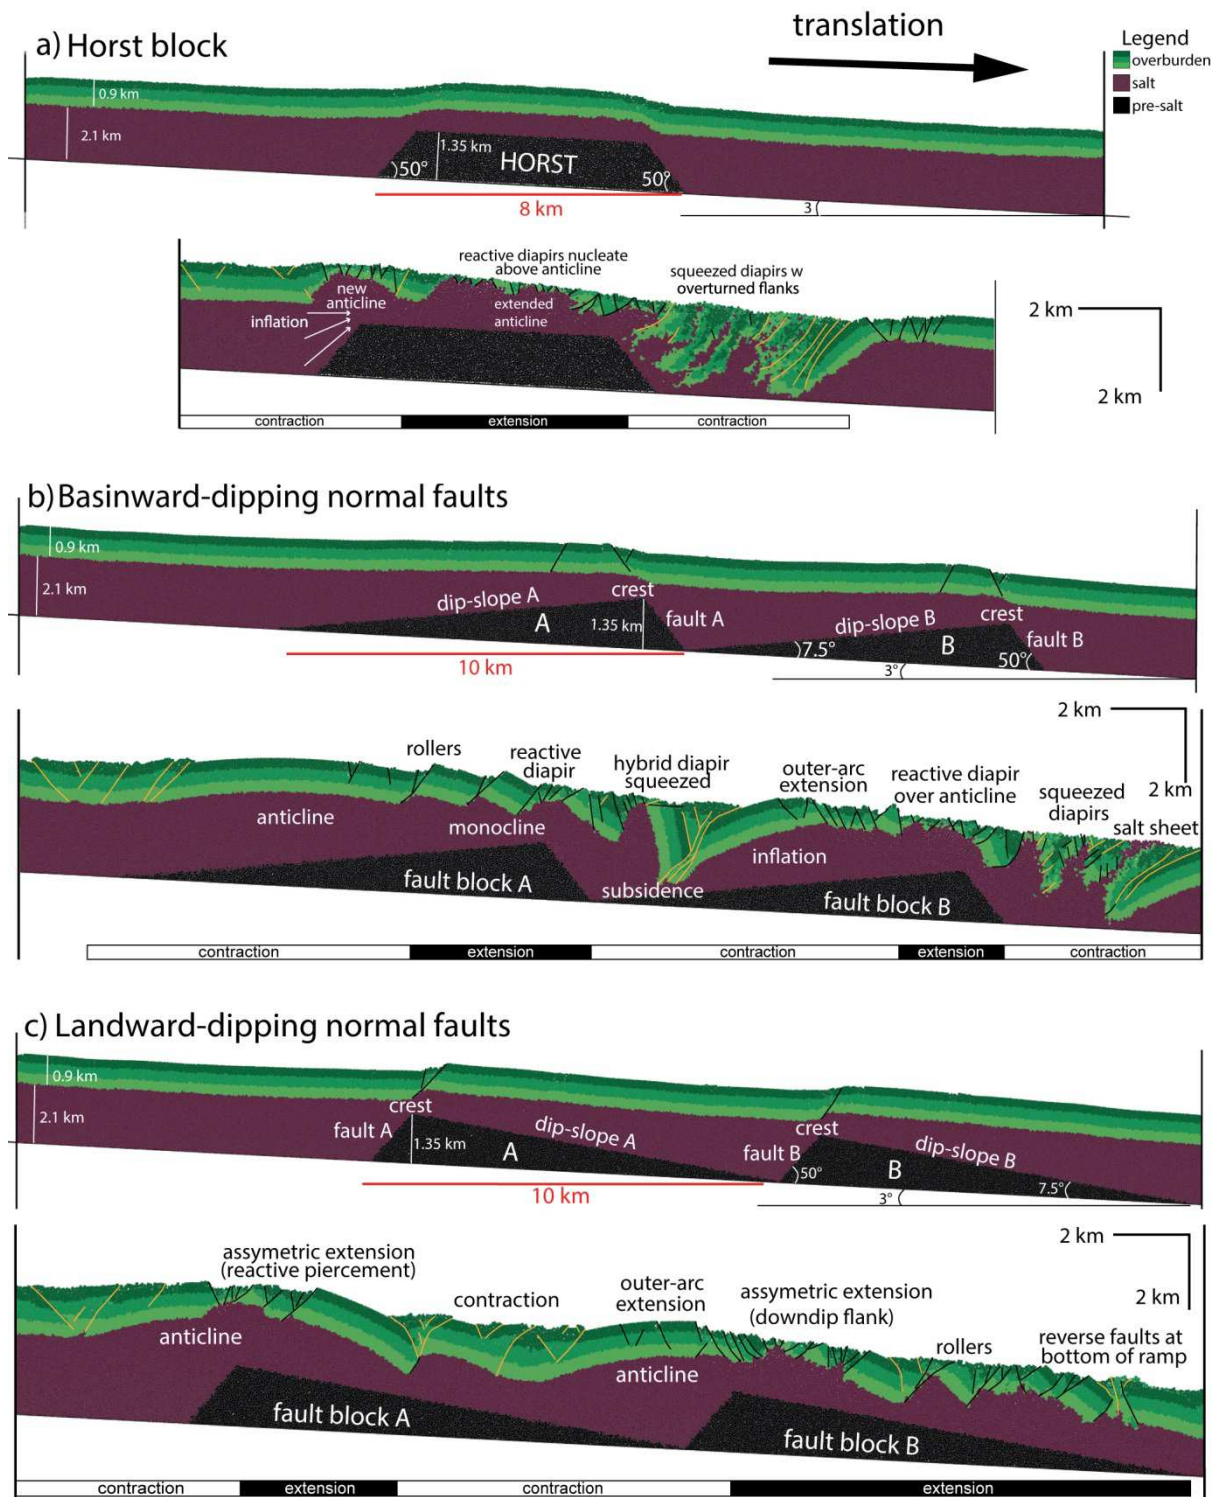 a) Horst block
translation
Legend
overburden
salt
pre-salt
0.9 km
2.1 km
1.35 km
HORST
50°
50°
8 km
3
reactive diapirs nucleate
above anticline
squeezed diapirs w
overturned flanks
new
anticline
inflation
extended
anticline
2 km
2 km
contraction
extension
contraction
b) Basinward-dipping normal faults
0.9 km
2.1 km
dip-slope A
crest
A
1.35 km
fault A
dip-slope B
crest
7.5°
B
50°
fault B
10 km
3°
2 km
2 km
rollers
reactive
diapir
hybrid diapir
squeezed
outer-arc
extension
reactive diapir
over anticline
squeezed
diapirs
salt sheet
anticline
monocline
inflation
fault block A
subsidence
fault block B
contraction
extension
contraction
extension
contraction
c) Landward-dipping normal faults
0.9 km
2.1 km
crest
fault A
1.35 km
A
dip-slope A
crest
fault B
50°
B
dip-slope B
7.5°
10 km
3°
2 km
2 km
assymetric extension
(reactive piercement)
contraction
outer-arc
extension
assymetric extension
(downdip flank)
rollers
reverse faults at
bottom of ramp
anticline
anticline
fault block A
fault block B
contraction
extension
contraction
extension